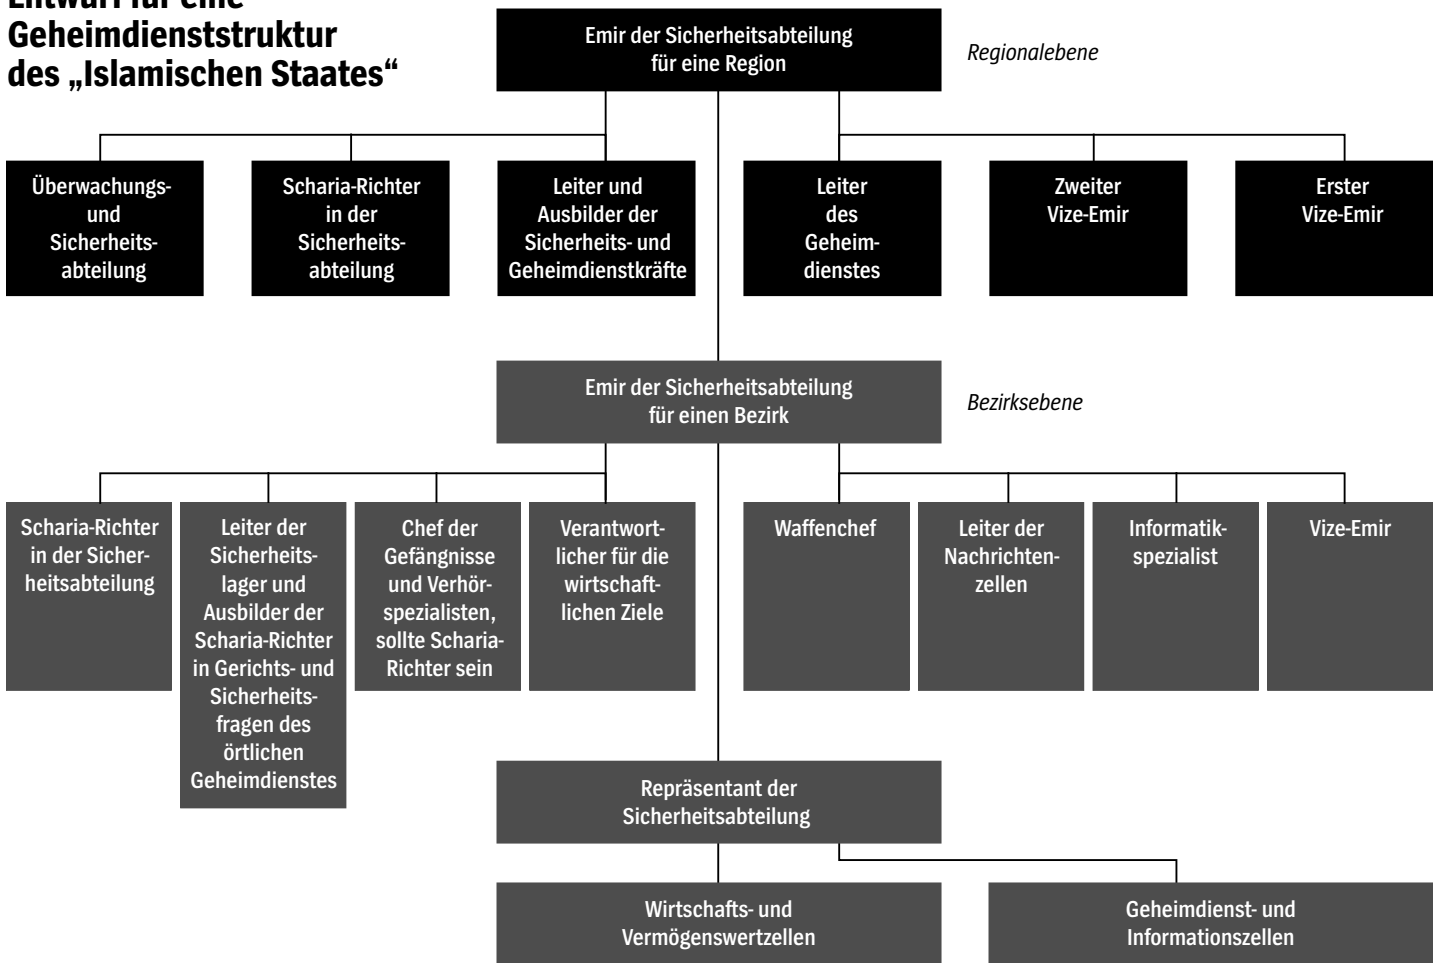 Entwurf für eine
Geheimdienststruktur
des „Islamischen Staates“
Emir der Sicherheitsabteilung
für eine Region
Regionalebene
Überwachungs-
und
Sicherheits-
abteilung
Scharia-Richter
in der
Sicherheits-
abteilung
Leiter und
Ausbilder der
Sicherheits- und
Geheimdienstkräfte
Leiter
des
Geheim-
dienstes
Zweiter
Vize-Emir
Erster
Vize-Emir
Emir der Sicherheitsabteilung
für einen Bezirk
Bezirksebene
Scharia-Richter
in der Sicher-
heitsabteilung
Leiter der
Sicherheits-
lager und
Ausbilder der
Scharia-Richter
in Gerichts- und
Sicherheits-
fragen des
örtlichen
Geheimdienstes
Chef der
Gefängnisse
und Verhör-
spezialisten,
sollte Scharia-
Richter sein
Verantwort-
licher für die
wirtschaft-
lichen Ziele
Waffenchef
Leiter der
Nachrichten-
zellen
Informatik-
spezialist
Vize-Emir
Repräsentant der
Sicherheitsabteilung
Wirtschafts- und
Vermögenswertzellen
Geheimdienst- und
Informationszellen